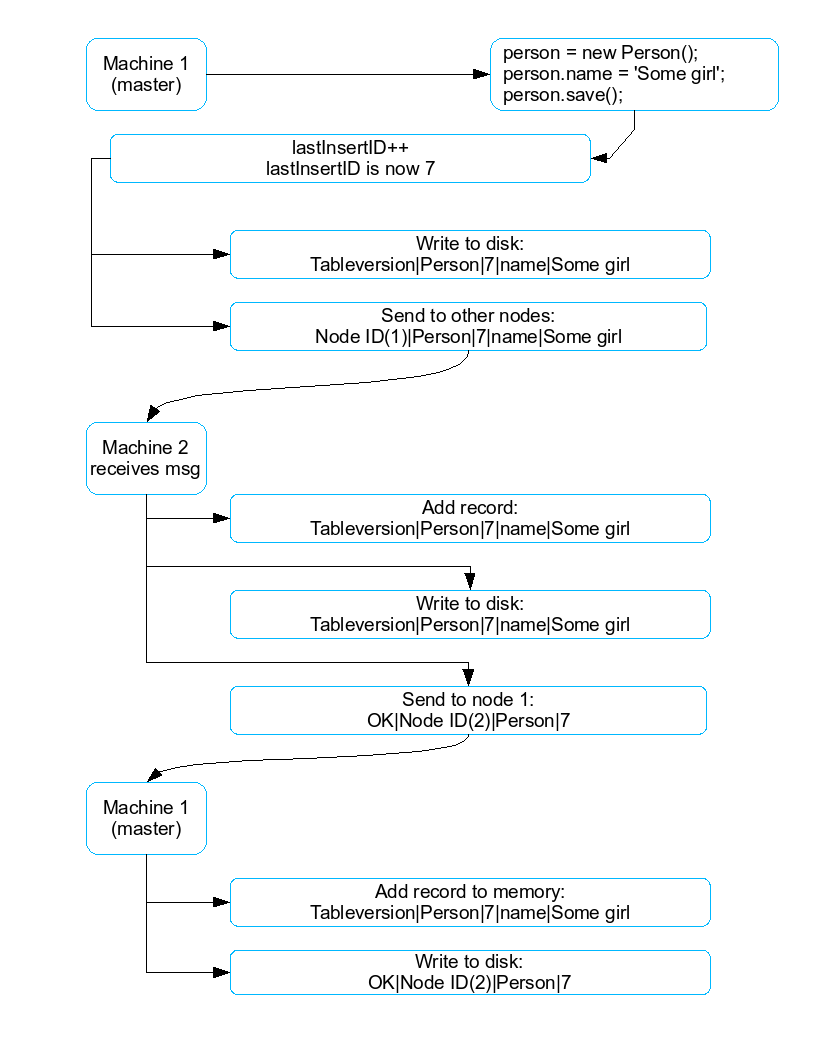 Machine 1
(master)
person = new Person();
person.name = 'Some girl';
person.save();
lastInsertID++
lastInsertID is now 7
Write to disk:
Tableversion|Person|7|name|Some girl
Send to other nodes:
Node ID(1)|Person|7|name|Some girl
Machine 2
receives msg
Add record:
Tableversion|Person|7|name|Some girl
Write to disk:
Tableversion|Person|7|name|Some girl
Send to node 1:
OK|Node ID(2)|Person|7
Machine 1
(master)
Add record to memory:
Tableversion|Person|7|name|Some girl
Write to disk:
OK|Node ID(2)|Person|7